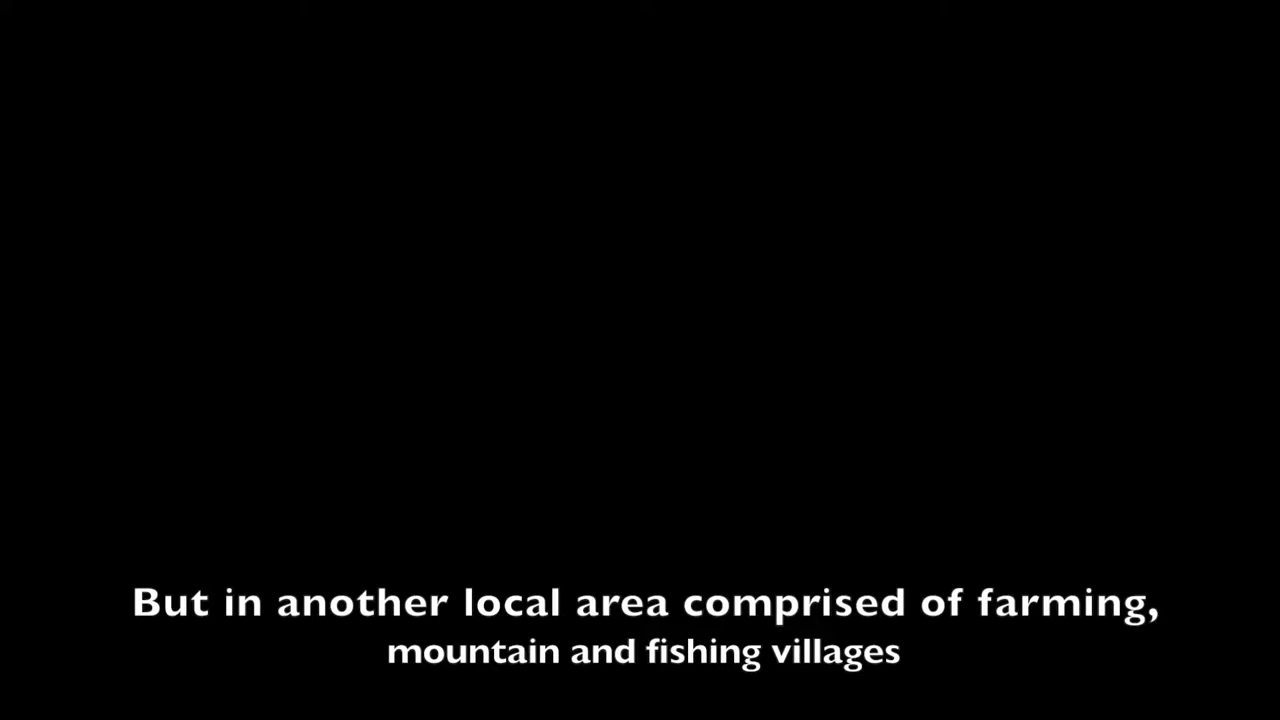 But in another local area comprised of farming,
mountain and fishing villages